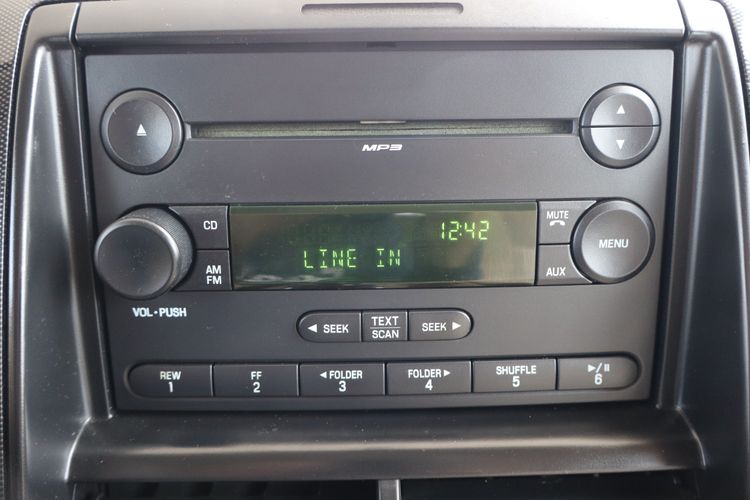 MP3
CD
12:42
MUTE
LINE IN
MENU
AM
FM
AUX
VOL • PUSH
◄ SEEK
TEXT
SCAN
SEEK ►
REW
1
FF
2
◄ FOLDER
3
FOLDER ►
4
SHUFFLE
5
►/II
6